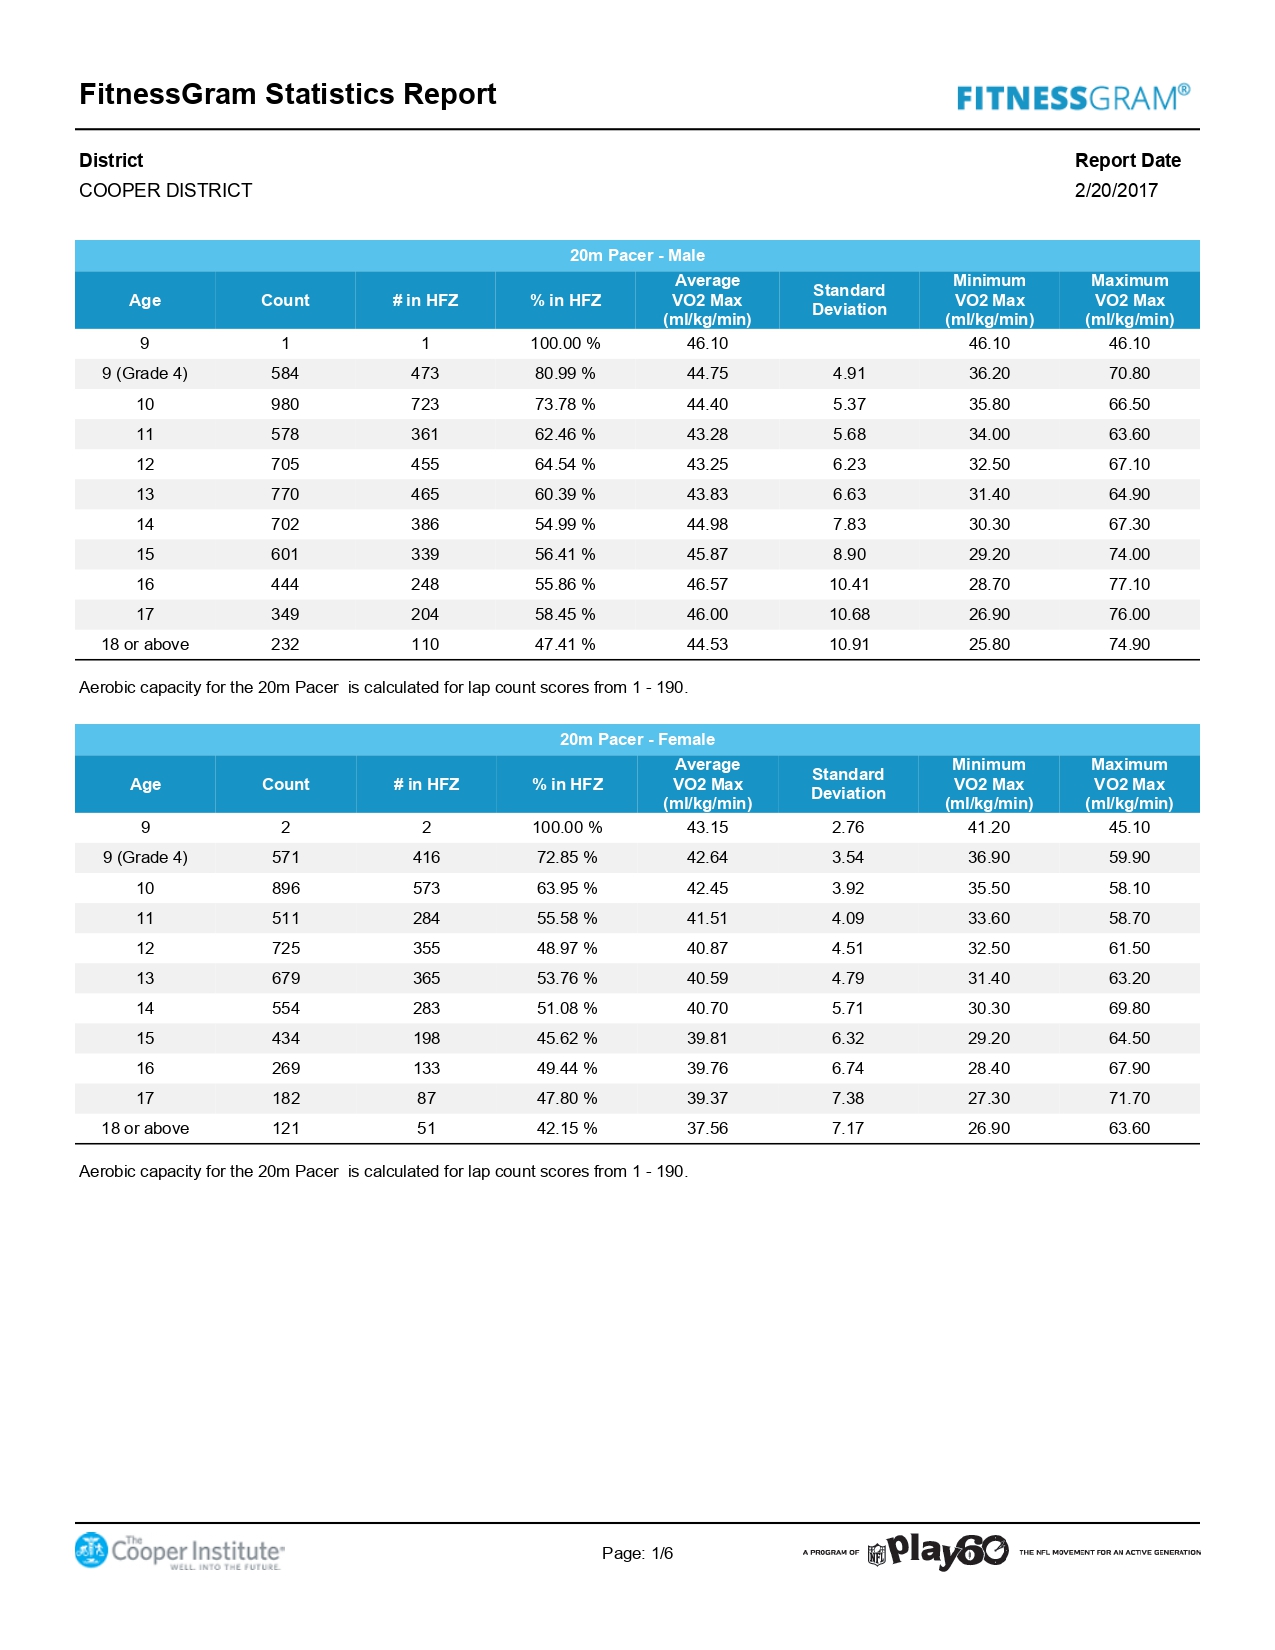 FitnessGram Statistics Report
FITNESSGRAM®
District
Report Date
COOPER DISTRICT
2/20/2017
20m Pacer - Male
Age Count # in HFZ % in HFZ Average VO2 Max (ml/kg/min) Standard Deviation Minimum VO2 Max (ml/kg/min) Maximum VO2 Max (ml/kg/min)
9 1 1 100.00 % 46.10 46.10 46.10
9 (Grade 4) 584 473 80.99 % 44.75 4.91 36.20 70.80
10 980 723 73.78 % 44.40 5.37 35.80 66.50
11 578 361 62.46 % 43.28 5.68 34.00 63.60
12 705 455 64.54 % 43.25 6.23 32.50 67.10
13 770 465 60.39 % 43.83 6.63 31.40 64.90
14 702 386 54.99 % 44.98 7.83 30.30 67.30
15 601 339 56.41 % 45.87 8.90 29.20 74.00
16 444 248 55.86 % 46.57 10.41 28.70 77.10
17 349 204 58.45 % 46.00 10.68 26.90 76.00
18 or above 232 110 47.41 % 44.53 10.91 25.80 74.90
Aerobic capacity for the 20m Pacer is calculated for lap count scores from 1 - 190.
20m Pacer - Female
Age Count # in HFZ % in HFZ Average VO2 Max (ml/kg/min) Standard Deviation Minimum VO2 Max (ml/kg/min) Maximum VO2 Max (ml/kg/min)
9 2 2 100.00 % 43.15 2.76 41.20 45.10
9 (Grade 4) 571 416 72.85 % 42.64 3.54 36.90 59.90
10 896 573 63.95 % 42.45 3.92 35.50 58.10
11 511 284 55.58 % 41.51 4.09 33.60 58.70
12 725 355 48.97 % 40.87 4.51 32.50 61.50
13 679 365 53.76 % 40.59 4.79 31.40 63.20
14 554 283 51.08 % 40.70 5.71 30.30 69.80
15 434 198 45.62 % 39.81 6.32 29.20 64.50
16 269 133 49.44 % 39.76 6.74 28.40 67.90
17 182 87 47.80 % 39.37 7.38 27.30 71.70
18 or above 121 51 42.15 % 37.56 7.17 26.90 63.60
Aerobic capacity for the 20m Pacer is calculated for lap count scores from 1 - 190.
The Cooper Institute®
WELL. INTO THE FUTURE.
Page: 1/6
A PROGRAM OF NFL play60 THE NFL MOVEMENT FOR AN ACTIVE GENERATION